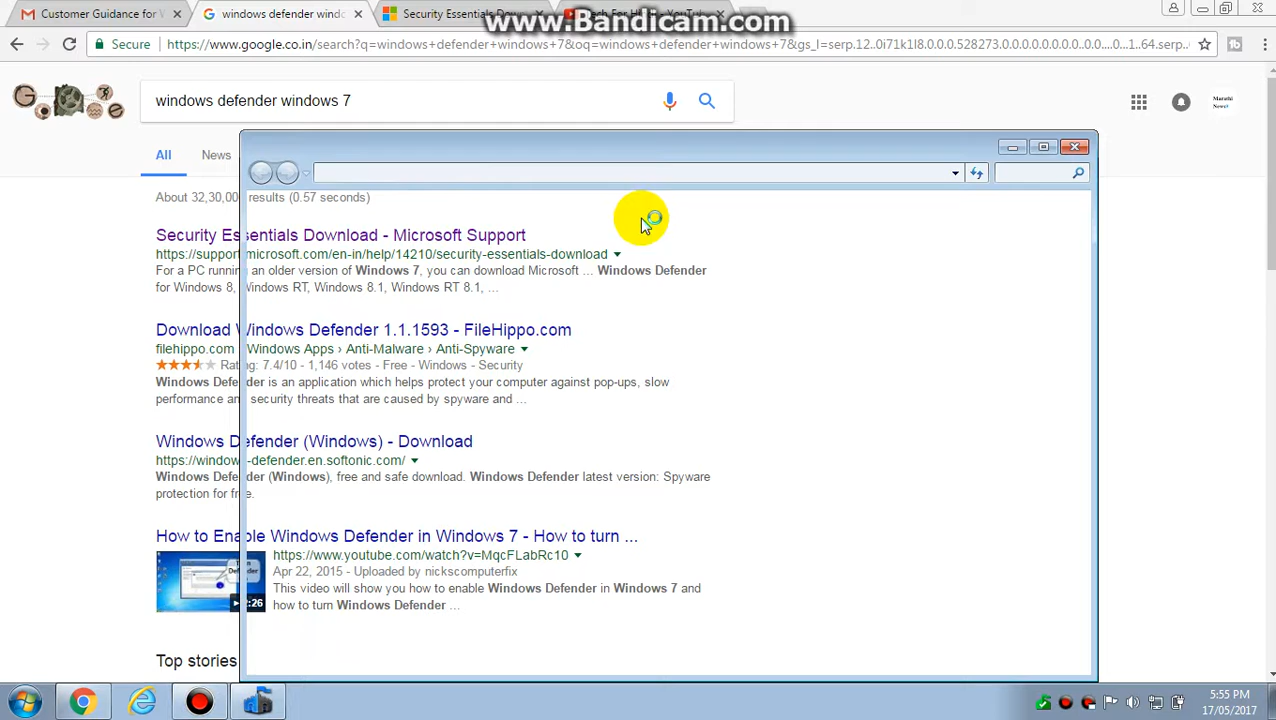 www.Bandicam.com
Customer Guidance for W
windows defender windo
Security Essentials Dow
Tech For H
YouTu
Secure
https://www.google.co.in/search?q=windows+defender+windows+7&oq=windows+defender+windows+7&gs_l=serp.12..0i71k1l8.0.0.0.528273.0.0.0.0.0.0.0.0..0.0....0...1..64.serp..
windows defender windows 7
Marathi
News7
All
News
About 32,30,00 results (0.57 seconds)
Security Essentials Download - Microsoft Support
https://support.microsoft.com/en-in/help/14210/security-essentials-download
For a PC running an older version of Windows 7, you can download Microsoft ... Windows Defender
for Windows 8, Windows RT, Windows 8.1, Windows RT 8.1, ...
Download Windows Defender 1.1.1593 - FileHippo.com
filehippo.com Windows Apps › Anti-Malware › Anti-Spyware
Rating: 7.4/10 - 1,146 votes - Free - Windows - Security
Windows Defender is an application which helps protect your computer against pop-ups, slow
performance and security threats that are caused by spyware and ...
Windows Defender (Windows) - Download
https://windows-defender.en.softonic.com/
Windows Defender (Windows), free and safe download. Windows Defender latest version: Spyware
protection for free.
How to Enable Windows Defender in Windows 7 - How to turn ...
https://www.youtube.com/watch?v=MqcFLabRc10
Apr 22, 2015 - Uploaded by nickscomputerfix
This video will show you how to enable Windows Defender in Windows 7 and
how to turn Windows Defender ...
:26
Top stories
5:55 PM
17/05/2017